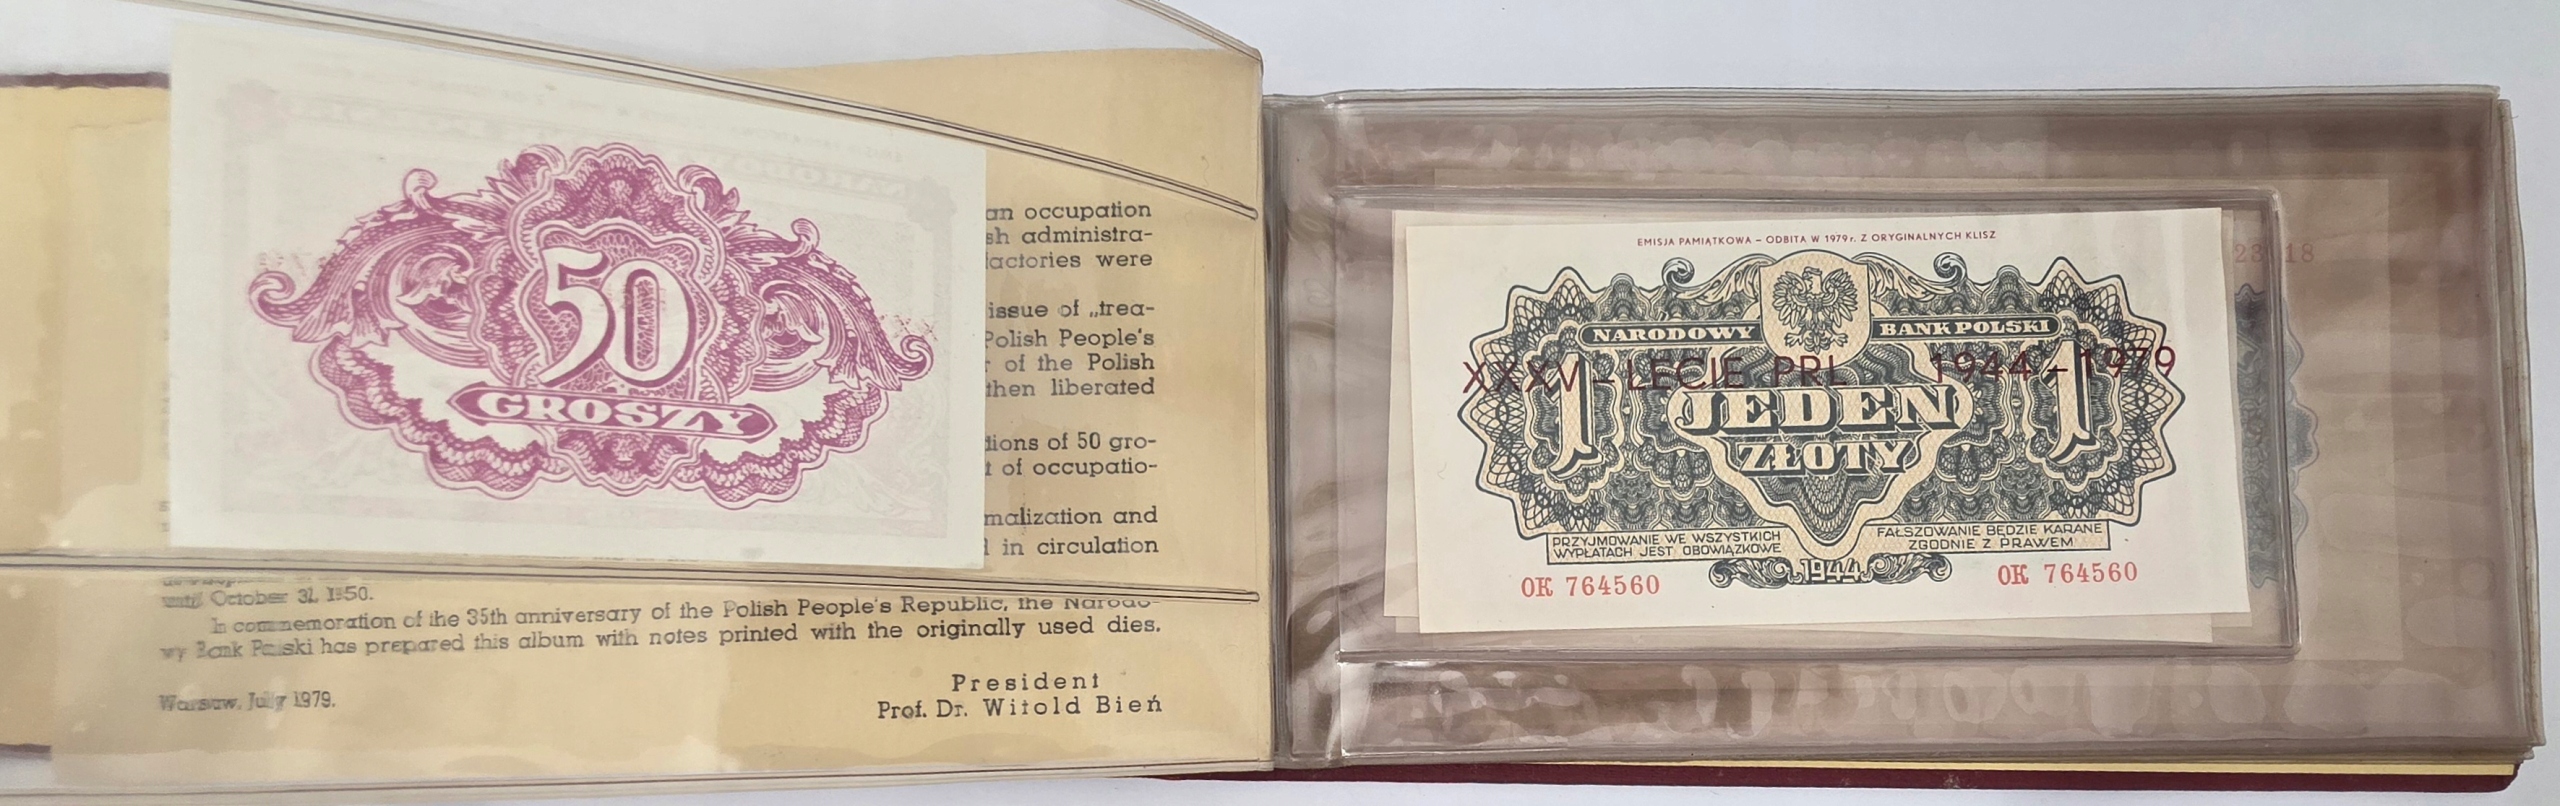 50
GROSZY
an occupation
sh administra-
factories were
issue of „trea-
Polish People's
of the Polish
then liberated
lions of 50 gro-
t of occupatio-
malization and
in circulation
until October 31, 1950.
In commemoration of the 35th anniversary of the Polish People's Republic, the Narodo-
wy Bank Polski has prepared this album with notes printed with the originally used dies.
Warsaw, July 1979.
President
Prof. Dr. Witold Bień
EMISJA PAMIĄTKOWA – ODBITA W 1979 r. Z ORYGINALNYCH KLISZ
NARODOWY BANK POLSKI
XXXV – LECIE PRL 1944 – 1979
1 JEDEN 1
ZŁOTY
PRZYJMOWANIE WE WSZYSTKICH
WYPŁATACH JEST OBOWIĄZKOWE
FAŁSZOWANIE BĘDZIE KARANE
ZGODNIE Z PRAWEM
1944
OK 764560
OK 764560